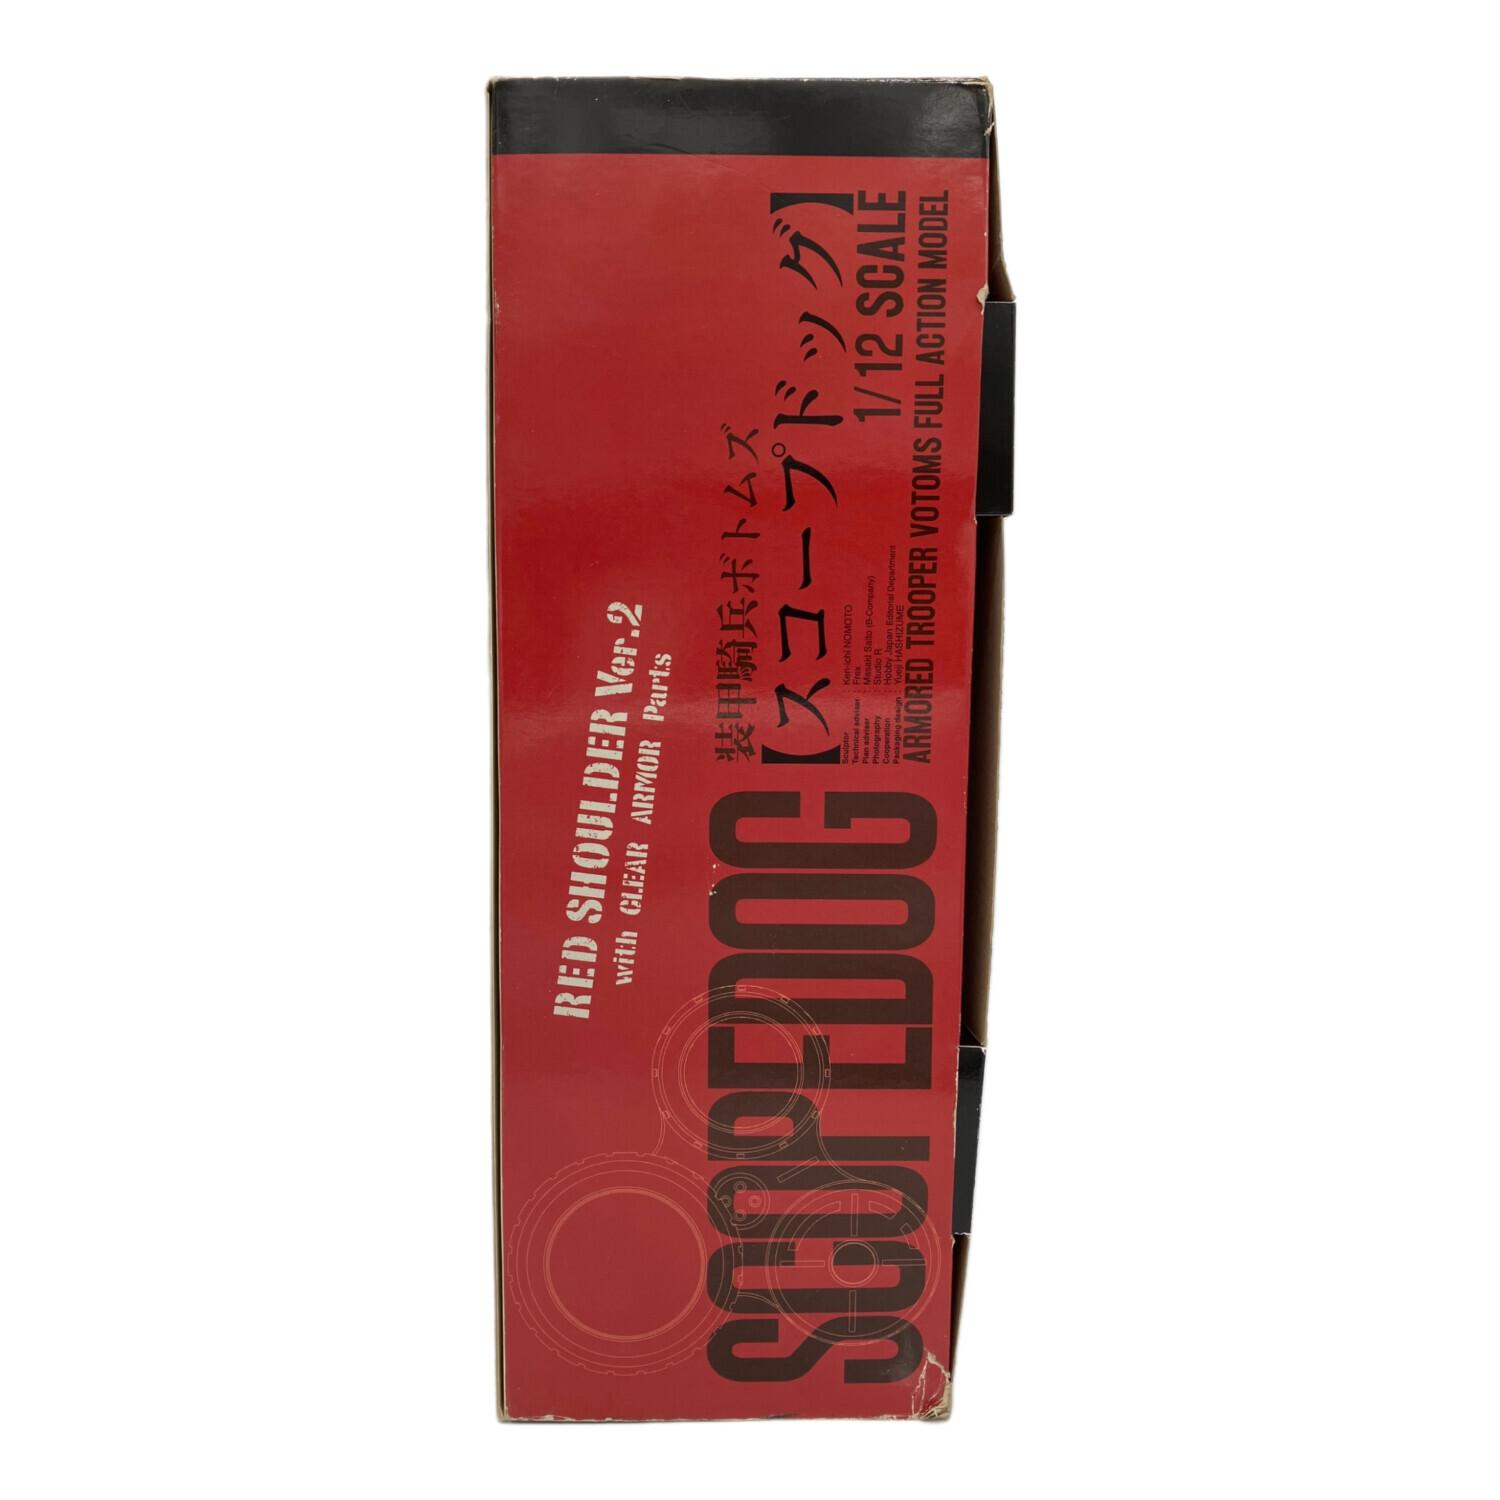 RED SHOULDER Ver.2
with CLEAR ARMOR Parts
SCOPEDOG
装甲騎兵ボトムズ
【スコープドッグ】
1/12 SCALE
Sculptor : Ken-ichi NOMOTO
Technical adviser : Frex
Plan adviser : Masaki Saito (B-Company)
Photography : Studio R
Cooperation : Hobby Japan Editorial Department
Packaging design : Yueji HASHIZUME
ARMORED TROOPER VOTOMS FULL ACTION MODEL